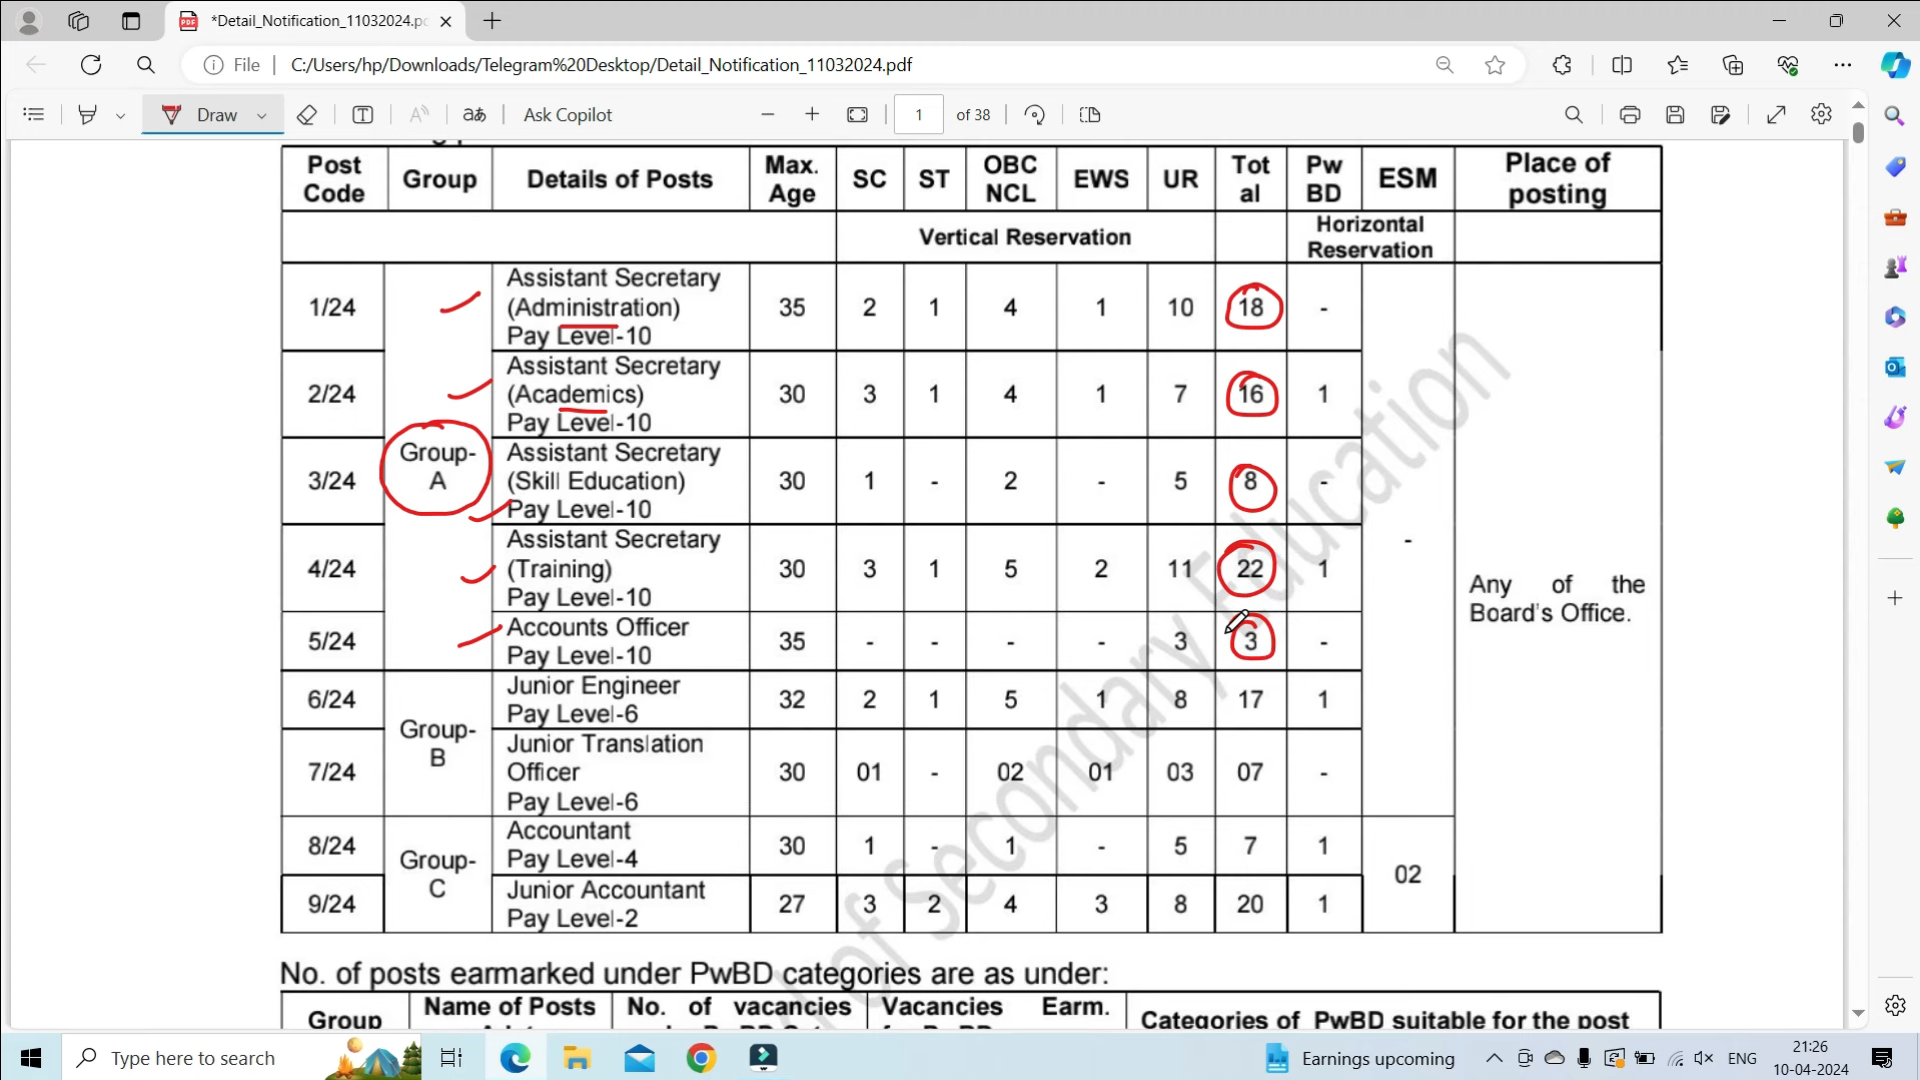 *Detail_Notification_11032024.pd
File
C:/Users/hp/Downloads/Telegram%20Desktop/Detail_Notification_11032024.pdf
Draw
Ask Copilot
1 of 38
Post Code Group Details of Posts Max. Age SC ST OBC NCL EWS UR Tot al Pw BD ESM Place of posting
Vertical Reservation Horizontal Reservation
1/24 Assistant Secretary (Administration) Pay Level-10 35 2 1 4 1 10 18 -
2/24 Assistant Secretary (Academics) Pay Level-10 30 3 1 4 1 7 16 1
Group-A
3/24 Assistant Secretary (Skill Education) Pay Level-10 30 1 - 2 - 5 8 -
4/24 Assistant Secretary (Training) Pay Level-10 30 3 1 5 2 11 22 1 -
Any of the Board's Office.
5/24 Accounts Officer Pay Level-10 35 - - - - 3 3 -
6/24 Junior Engineer Pay Level-6 32 2 1 5 1 8 17 1
Group-B
7/24 Junior Translation Officer Pay Level-6 30 01 - 02 01 03 07 -
8/24 Accountant Pay Level-4 30 1 - 1 - 5 7 1
Group-C 02
9/24 Junior Accountant Pay Level-2 27 3 2 4 3 8 20 1
of Secondary Education
No. of posts earmarked under PwBD categories are as under:
Group Name of Posts No. of vacancies Vacancies Earm. Categories of PwBD suitable for the post
Type here to search
Earnings upcoming
ENG
21:26
10-04-2024